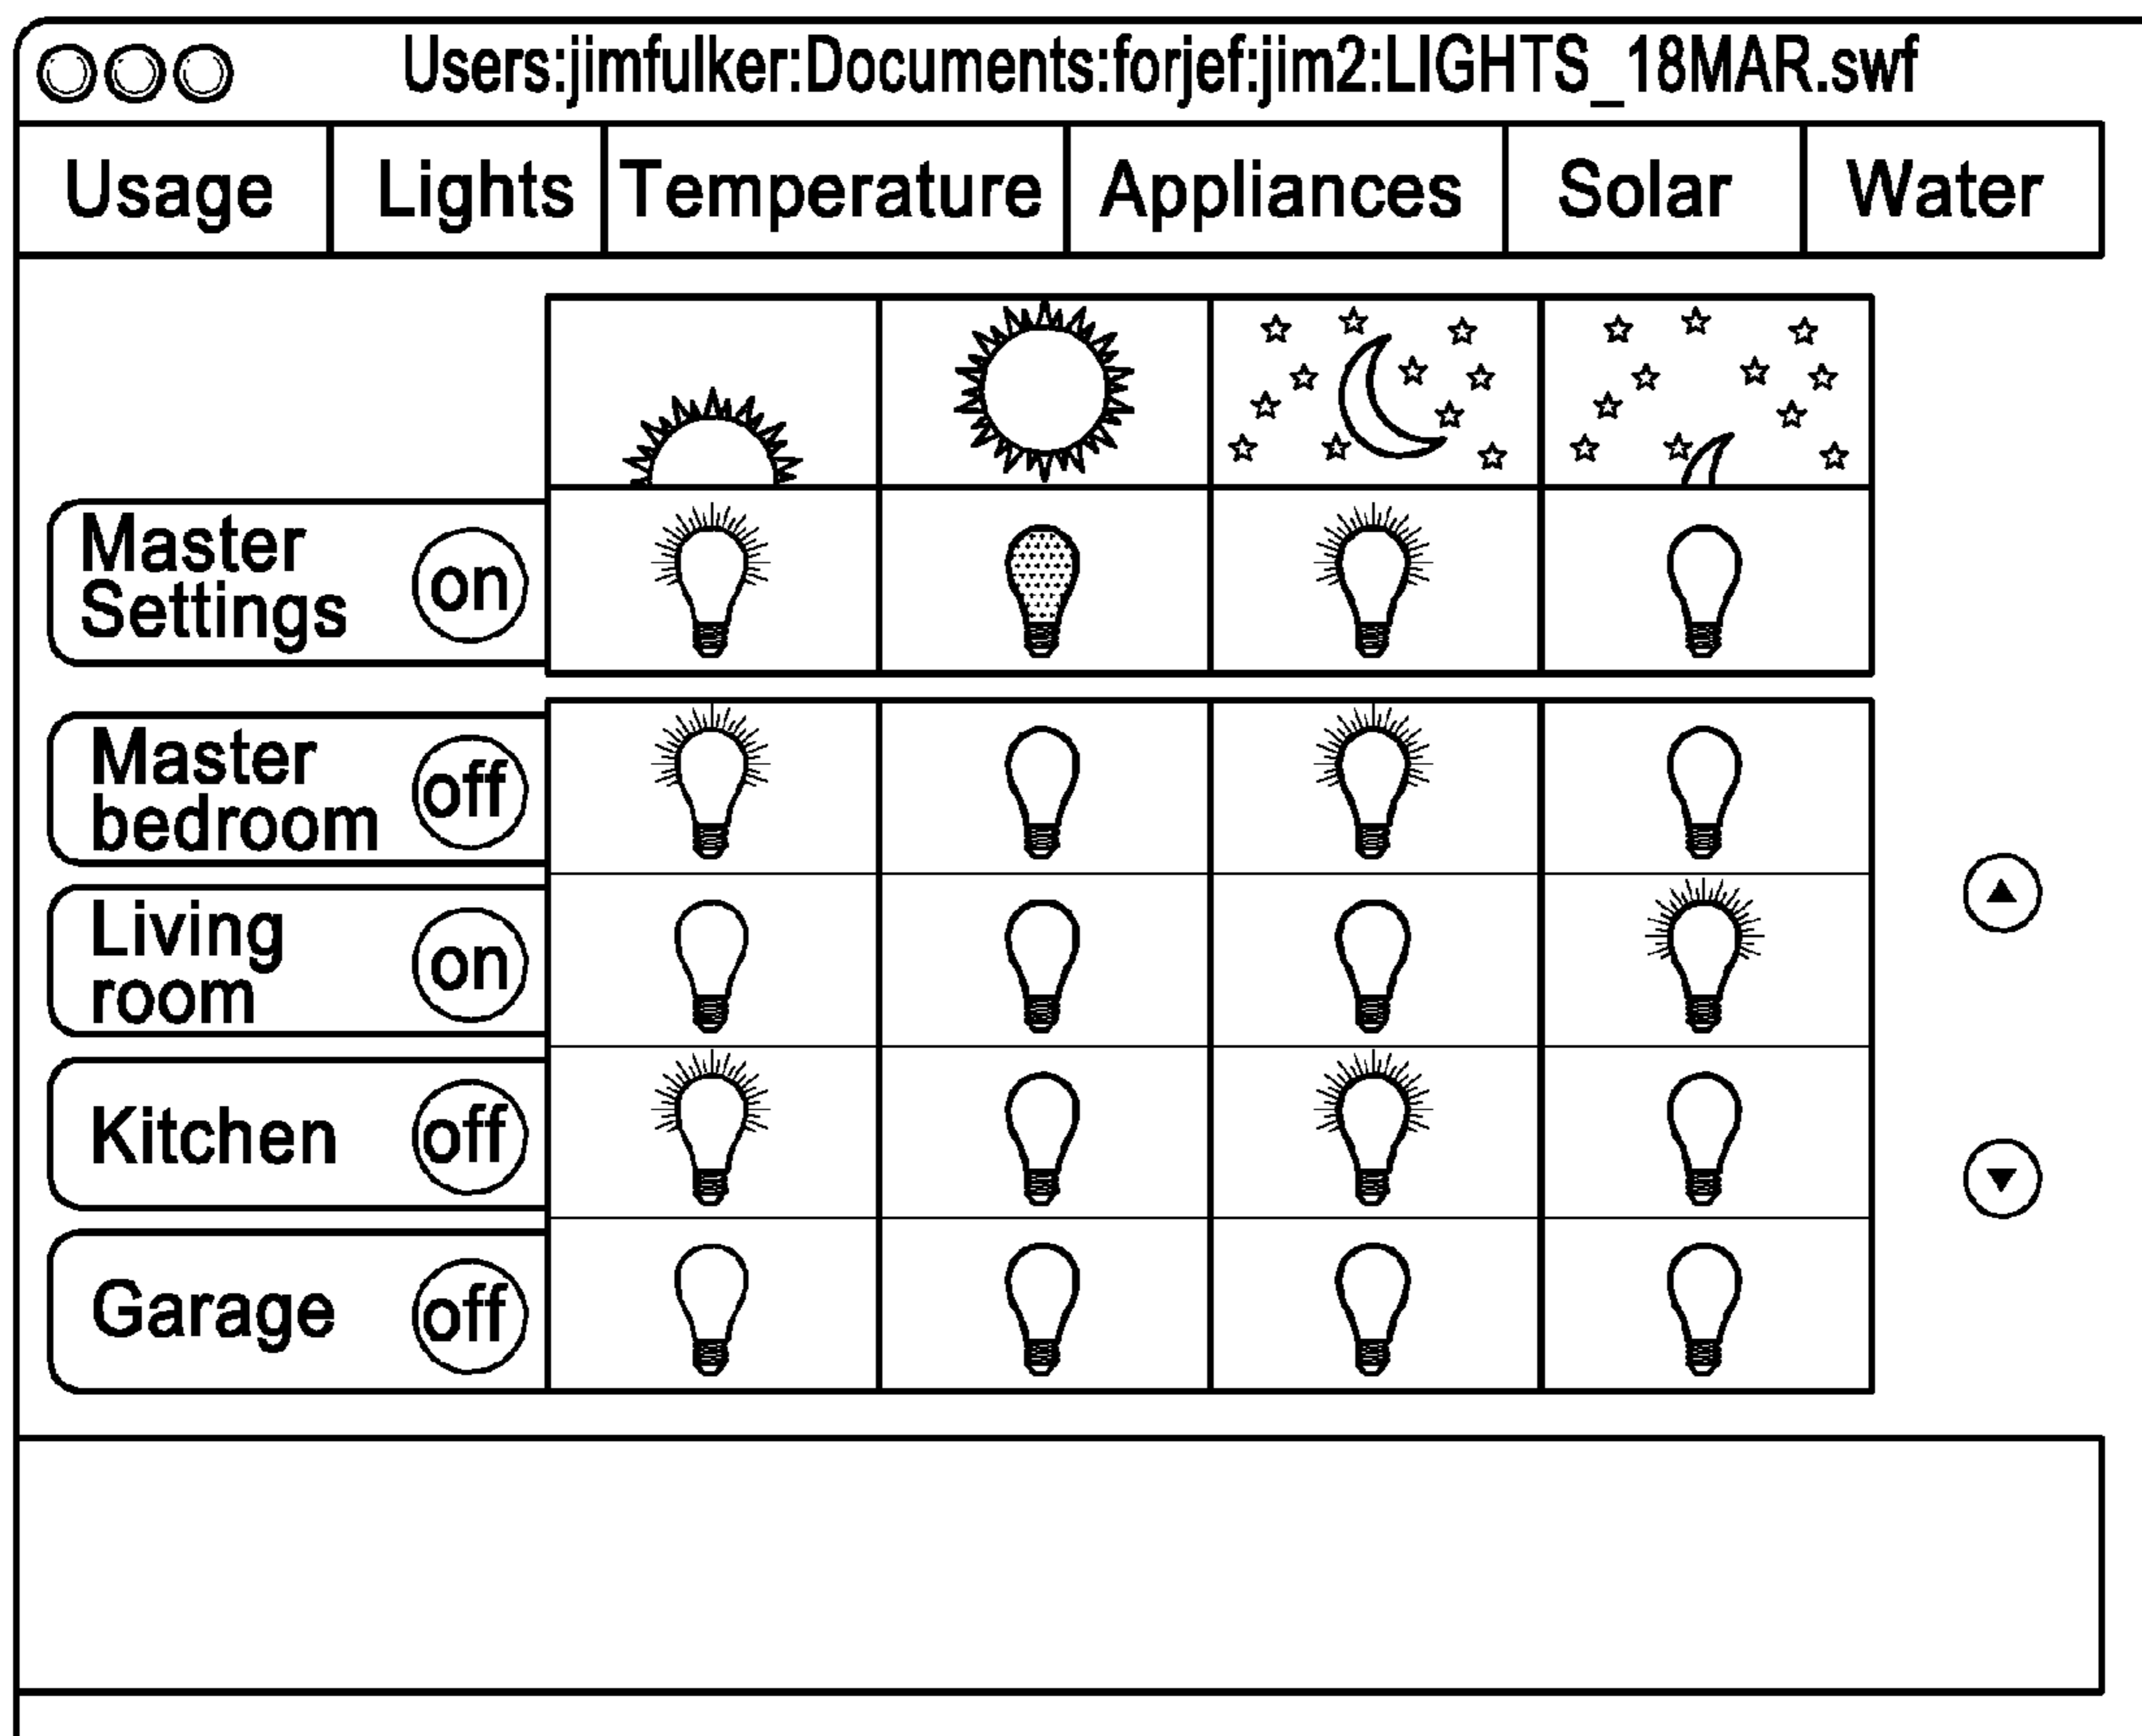 Users:jimfulker:Documents:forjef:jim2:LIGHTS_18MAR.swf
Usage Lights Temperature Appliances Solar Water
Master
Settings
on
Master
bedroom
off
Living
room
on
Kitchen off
Garage off